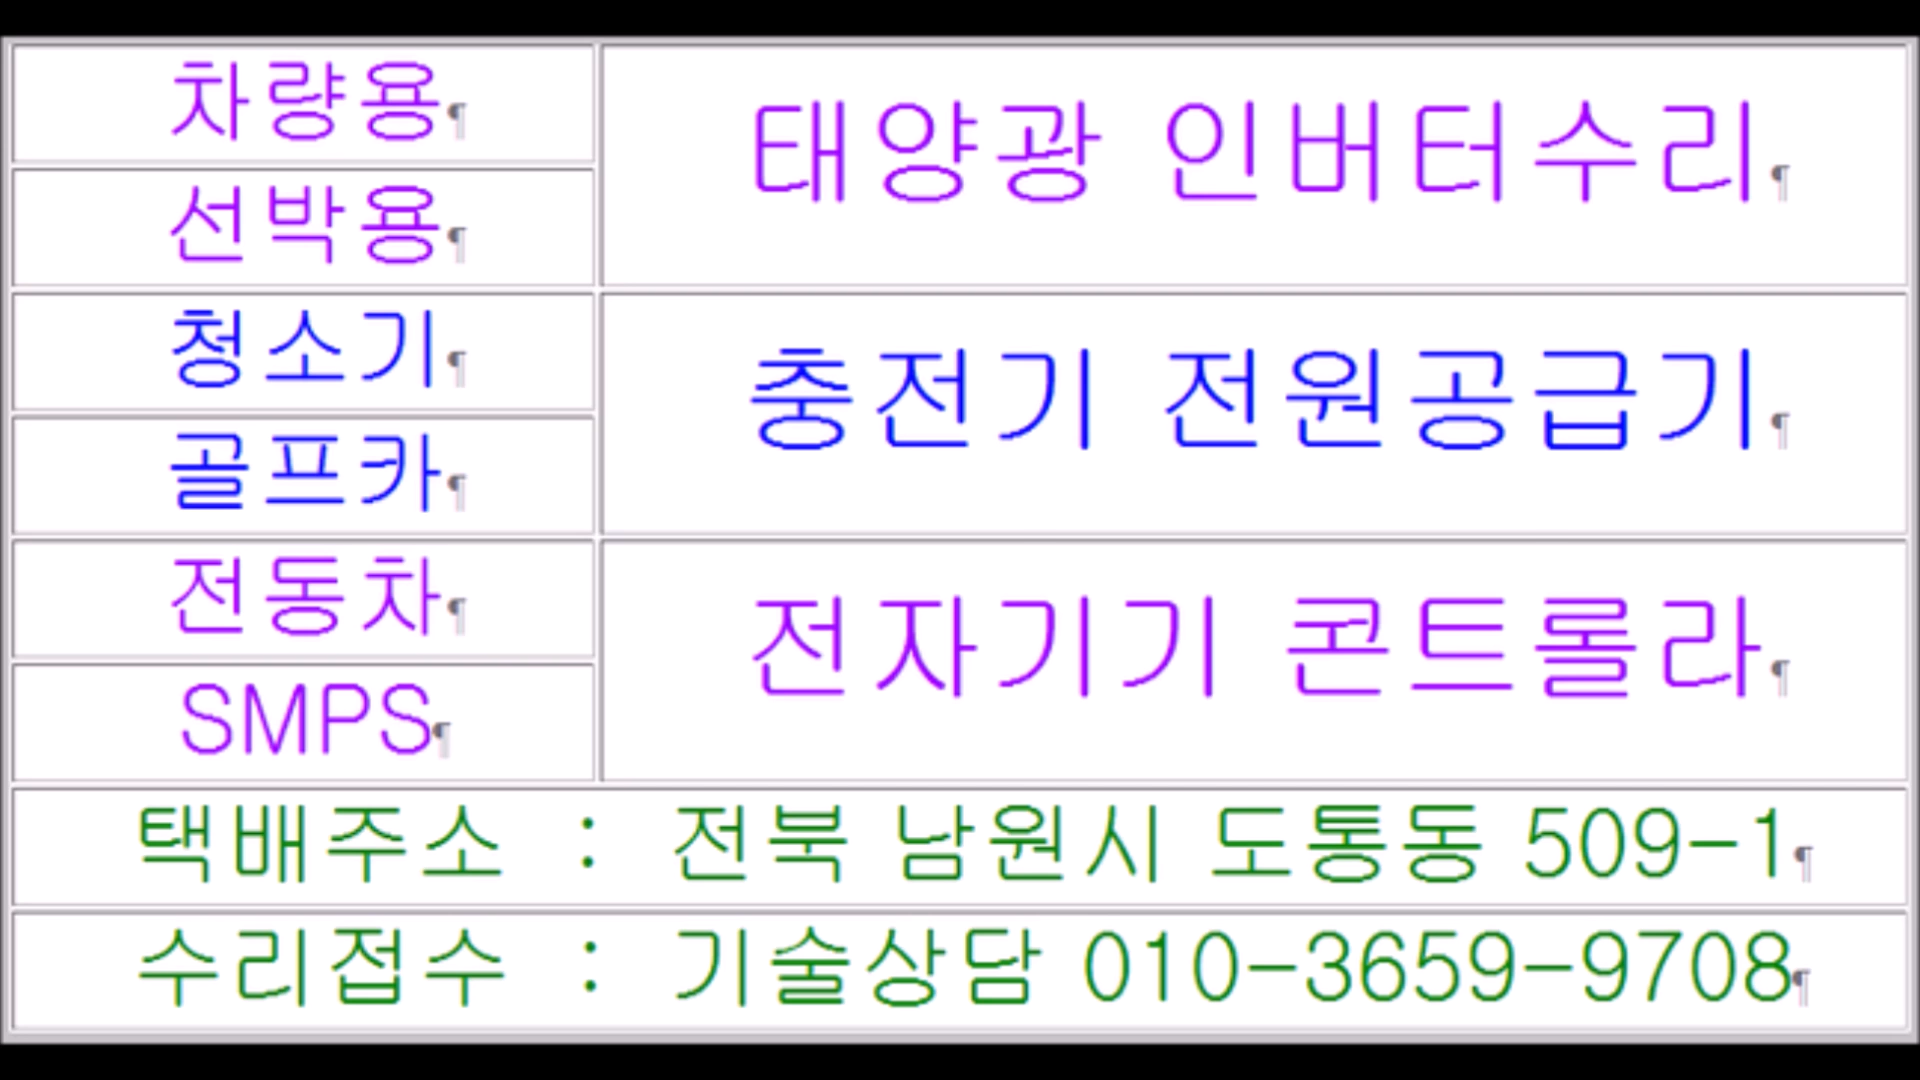 차량용
태양광 인버터수리
선박용
청소기
충전기 전원공급기
골프카
전동차
전자기기 콘트롤라
SMPS
택배주소 : 전북 남원시 도통동 509-1
수리접수 : 기술상담 010-3659-9708